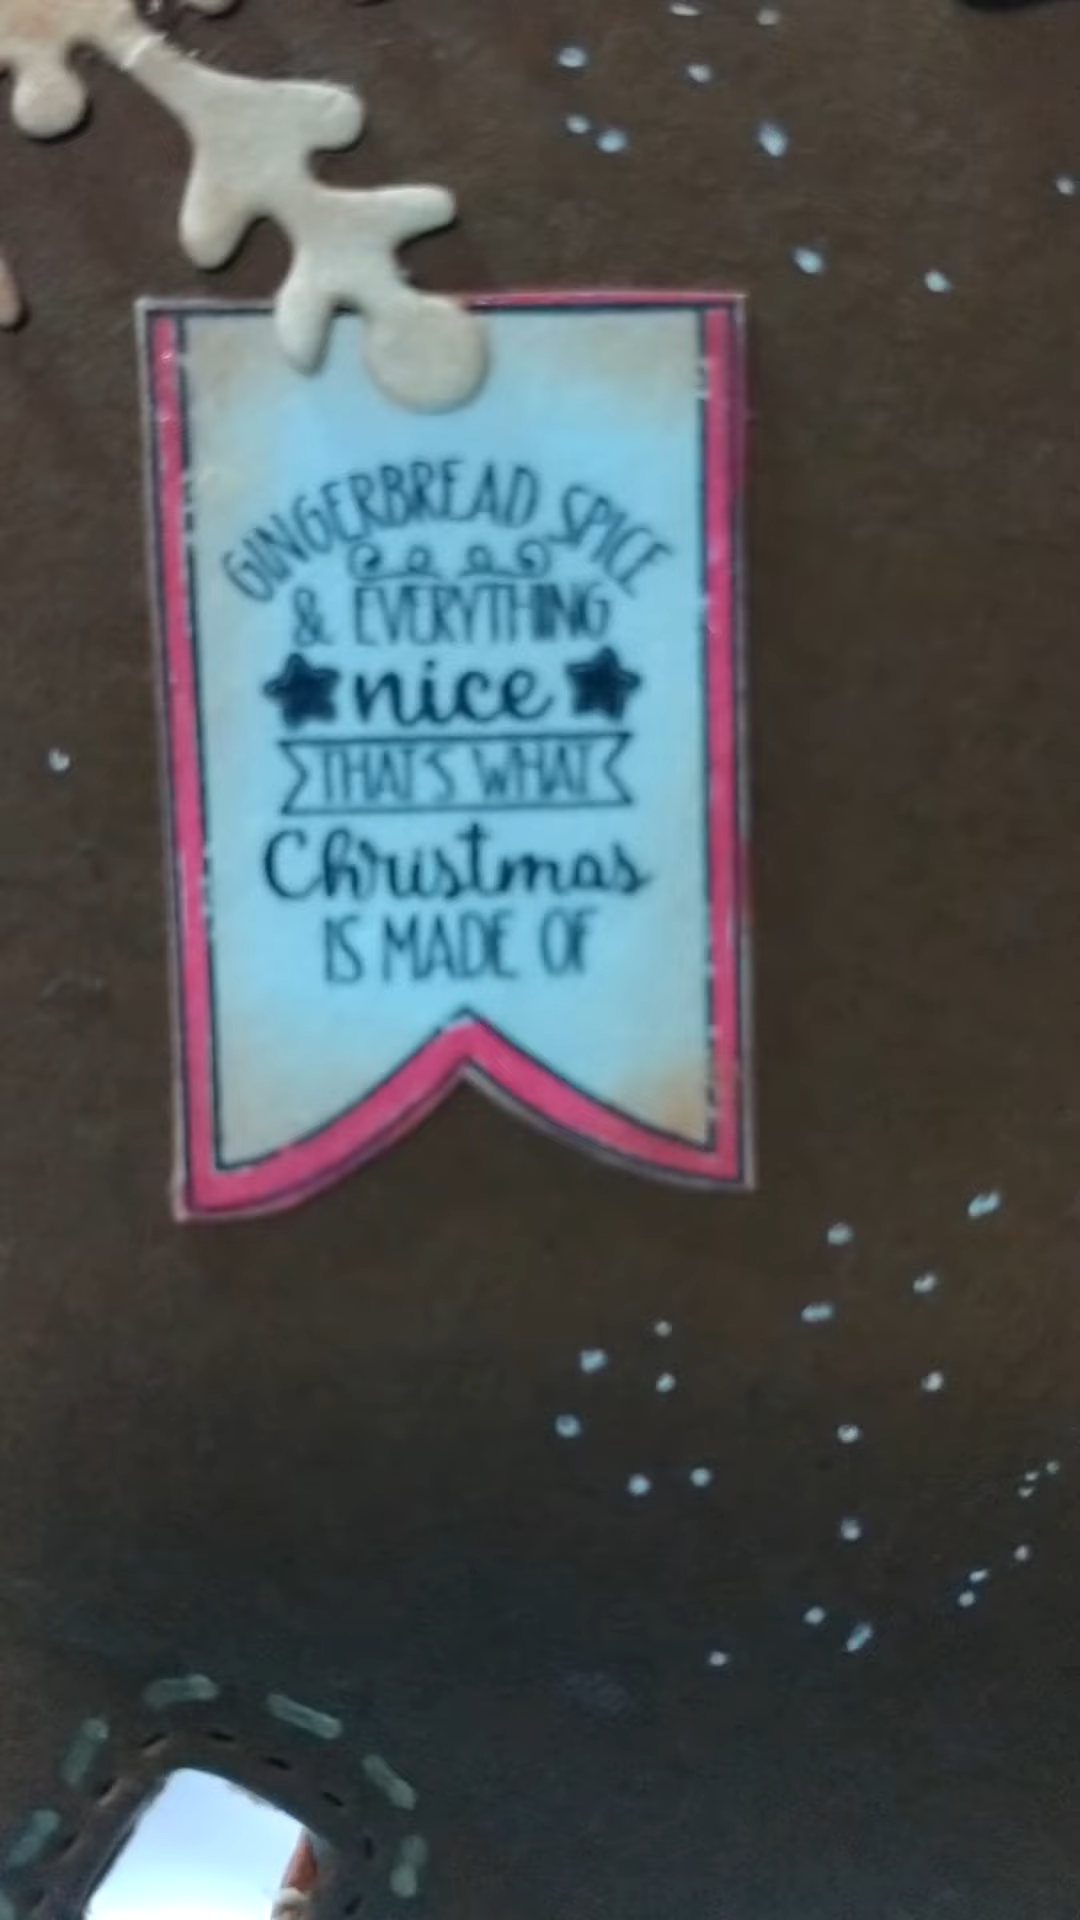 GINGERBREAD SPICE
& EVERYTHING
nice
THAT'S WHAT
Christmas
IS MADE OF